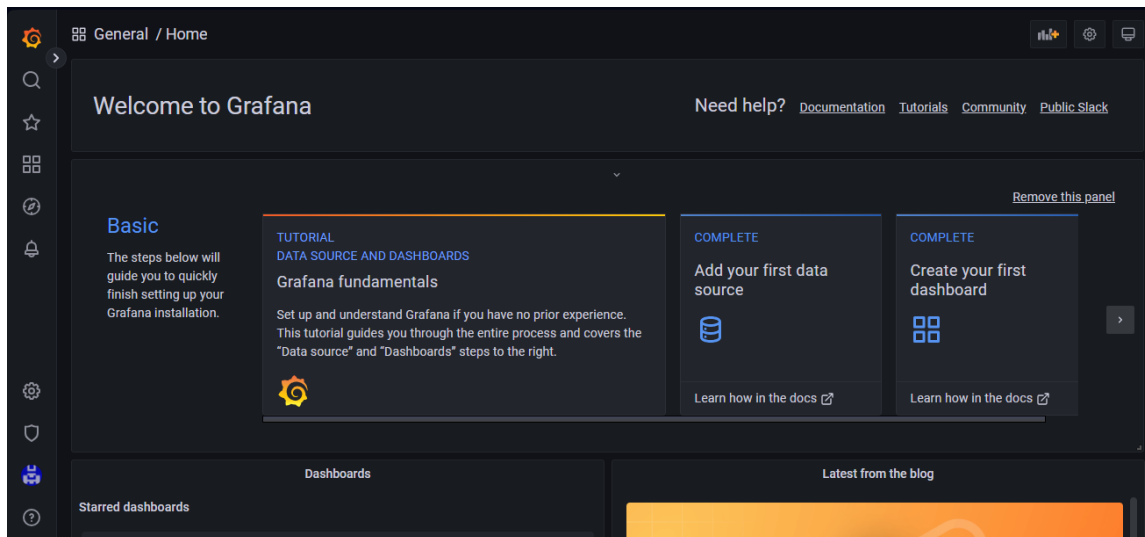 General / Home
Welcome to Grafana
Need help? Documentation Tutorials Community Public Slack
Remove this panel
Basic
The steps below will
guide you to quickly
finish setting up your
Grafana installation.
TUTORIAL
DATA SOURCE AND DASHBOARDS
Grafana fundamentals
Set up and understand Grafana if you have no prior experience.
This tutorial guides you through the entire process and covers the
“Data source” and “Dashboards” steps to the right.
COMPLETE
Add your first data
source
Learn how in the docs
COMPLETE
Create your first
dashboard
Learn how in the docs
Dashboards
Starred dashboards
Latest from the blog